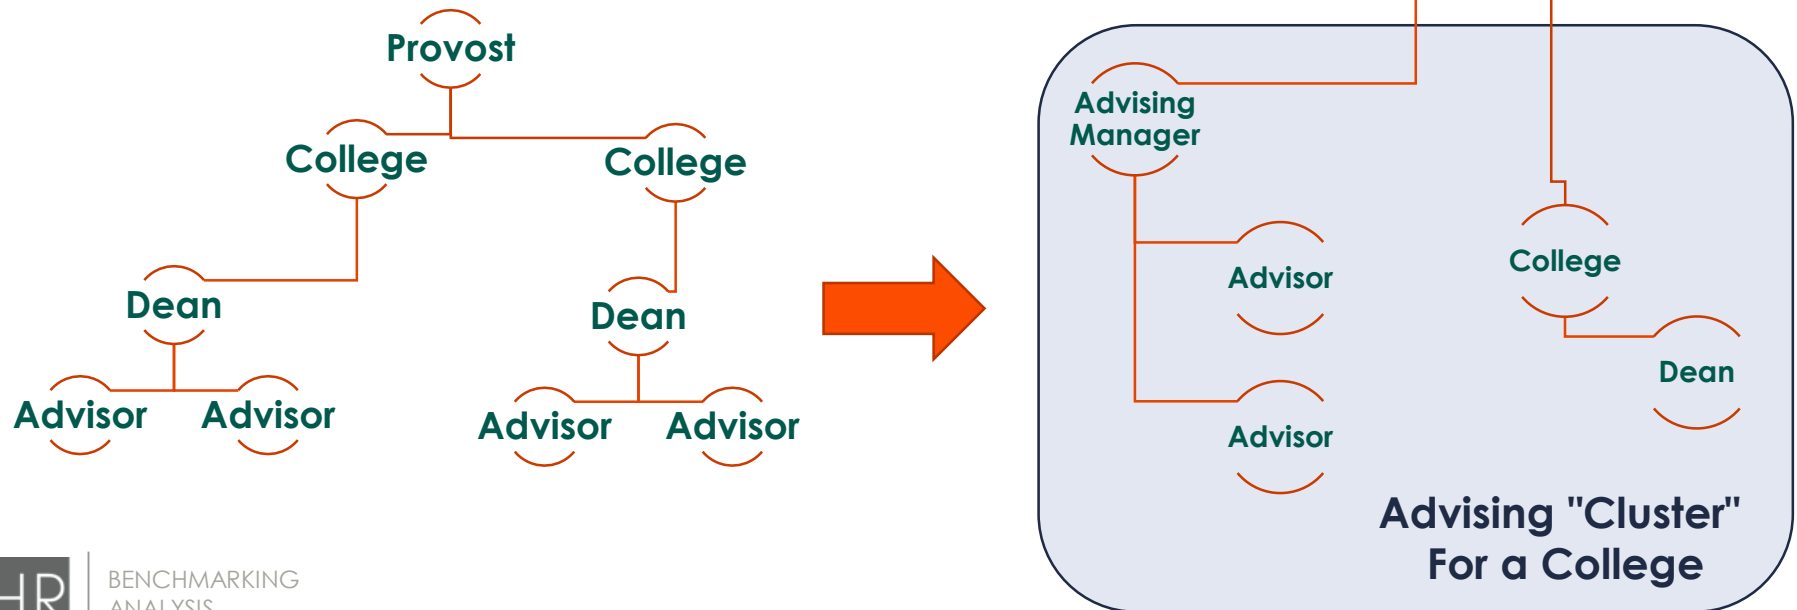 Provost
College
College
Dean
Dean
Advisor
Advisor
Advisor
Advisor
Advising
Manager
Advisor
College
Dean
Advisor
Advising "Cluster"
For a College
HR
BENCHMARKING
ANALYSIS